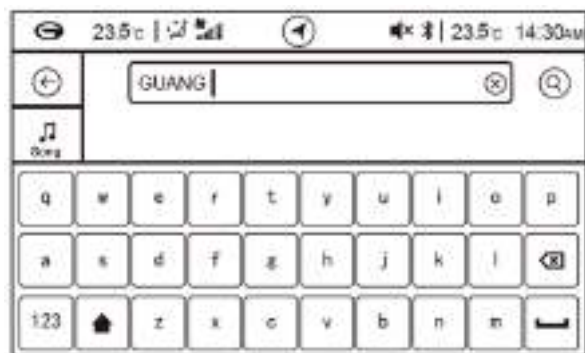 23.5℃ 23.5℃ 14:30AM
GUANG
Song
q w e r t y u i o p
a s d f g h j k l
123 z x c v b n m